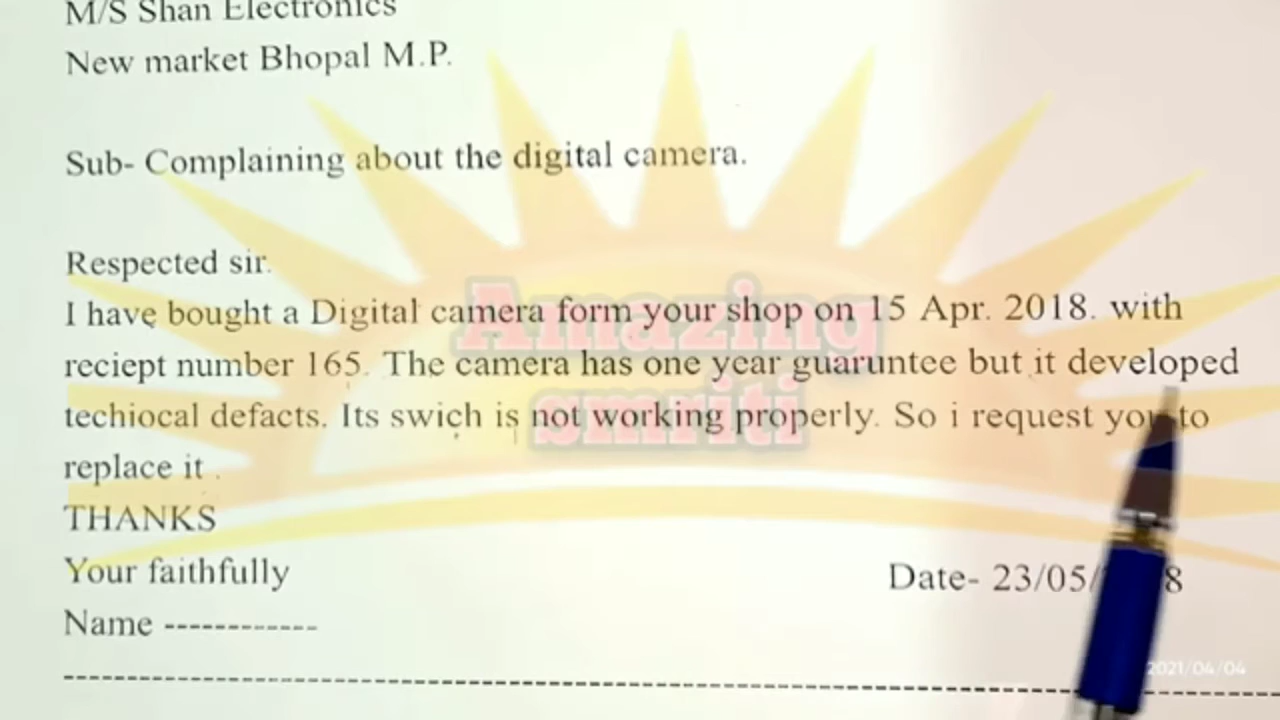 M/S Shan Electronics
New market Bhopal M.P.
Sub- Complaining about the digital camera.
Respected sir.
I have bought a Digital camera form your shop on 15 Apr. 2018. with
reciept number 165. The camera has one year guaruntee but it developed
techiocal defacts. Its swich is not working properly. So i request you to
replace it .
THANKS
Your faithfully
Date- 23/05/ 8
Name ------------
Amazing
smriti
2021/04/04